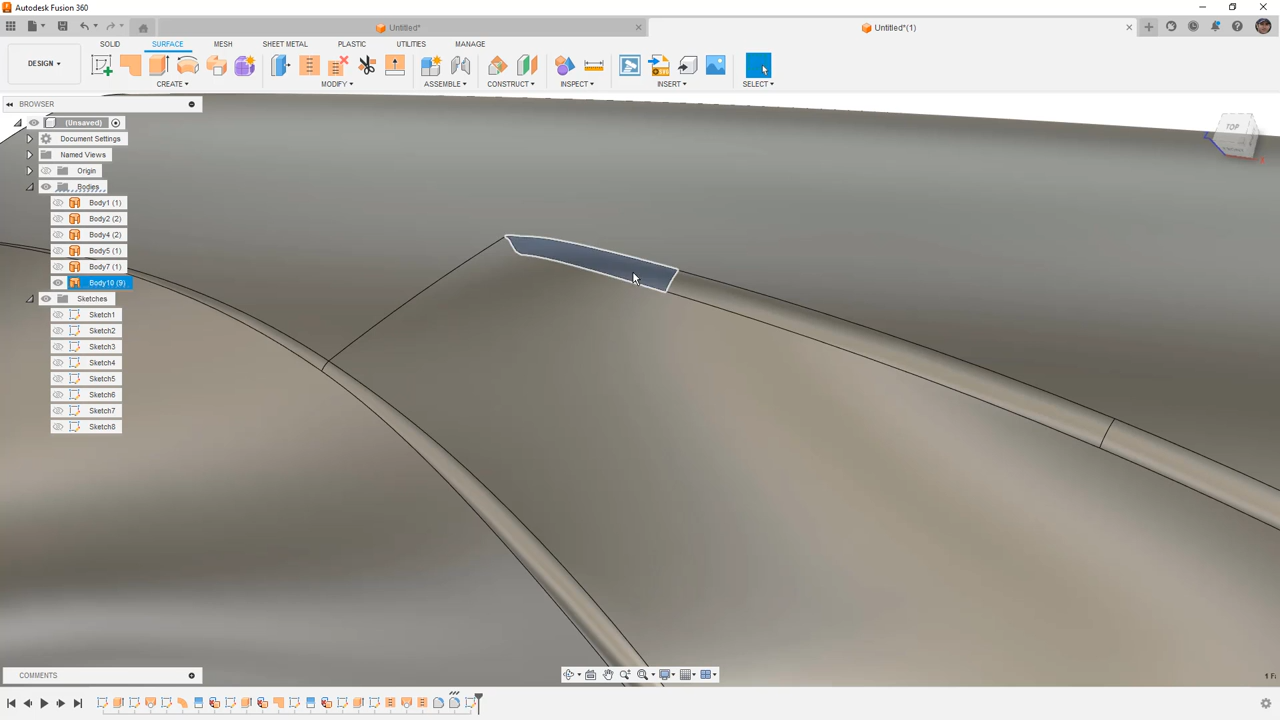 Autodesk Fusion 360
Untitled*
Untitled*(1)
DESIGN
SOLID
SURFACE
MESH
SHEET METAL
PLASTIC
UTILITIES
MANAGE
CREATE
MODIFY
ASSEMBLE
CONSTRUCT
INSPECT
INSERT
SELECT
BROWSER
(Unsaved)
Document Settings
Named Views
Origin
Bodies
Body1 (1)
Body2 (2)
Body4 (2)
Body5 (1)
Body7 (1)
Body10 (9)
Sketches
Sketch1
Sketch2
Sketch3
Sketch4
Sketch5
Sketch6
Sketch7
Sketch8
TOP
COMMENTS